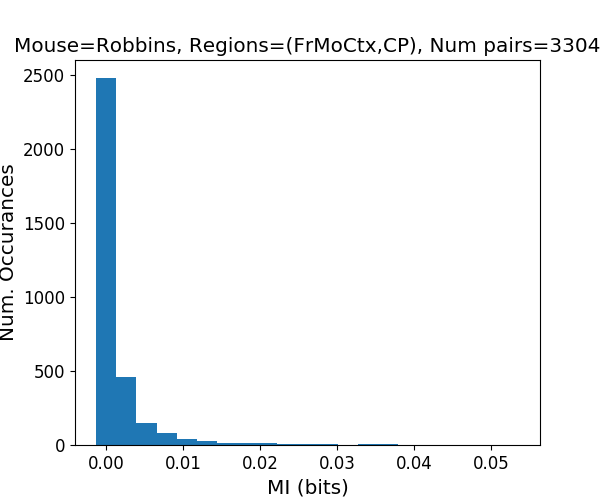 Mouse=Robbins, Regions=(FrMoCtx,CP), Num pairs=3304
2500
2000
1500
1000
500
0
Num. Occurances
0.00 0.01 0.02 0.03 0.04 0.05
MI (bits)